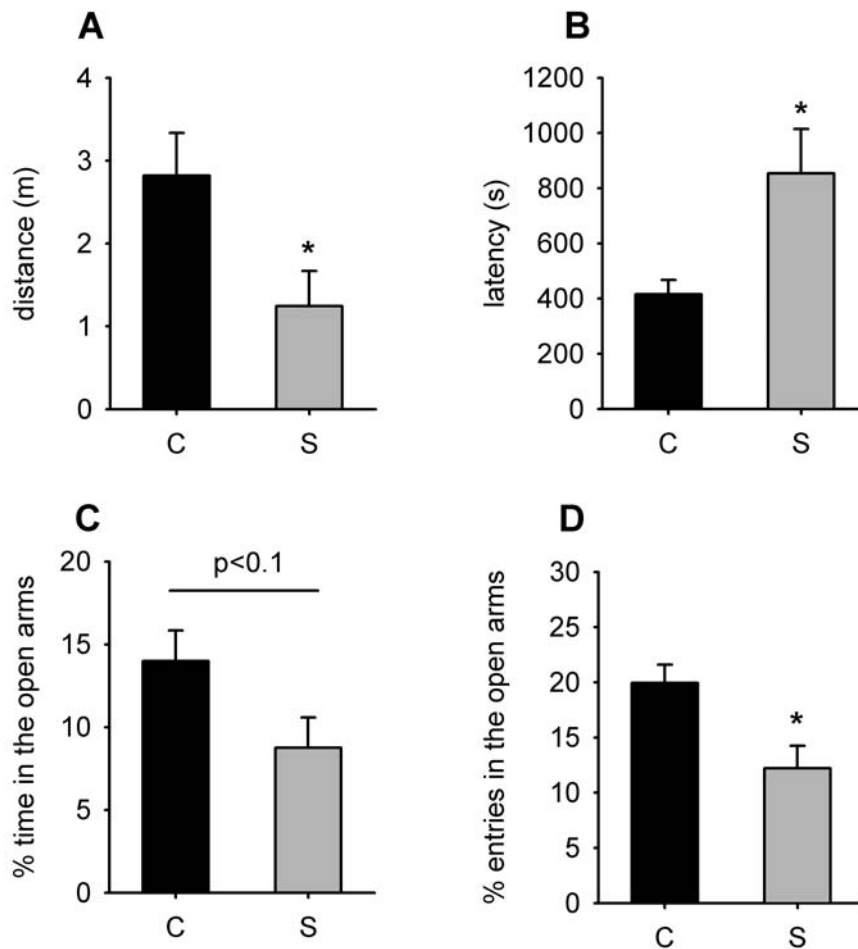 A
distance (m)
4
3
2
1
0
*
C
S
B
latency (s)
1200
1000
800
600
400
200
0
*
C
S
C
% time in the open arms
20
15
10
5
0
p<0.1
C
S
D
% entries in the open arms
30
25
20
15
10
5
0
*
C
S